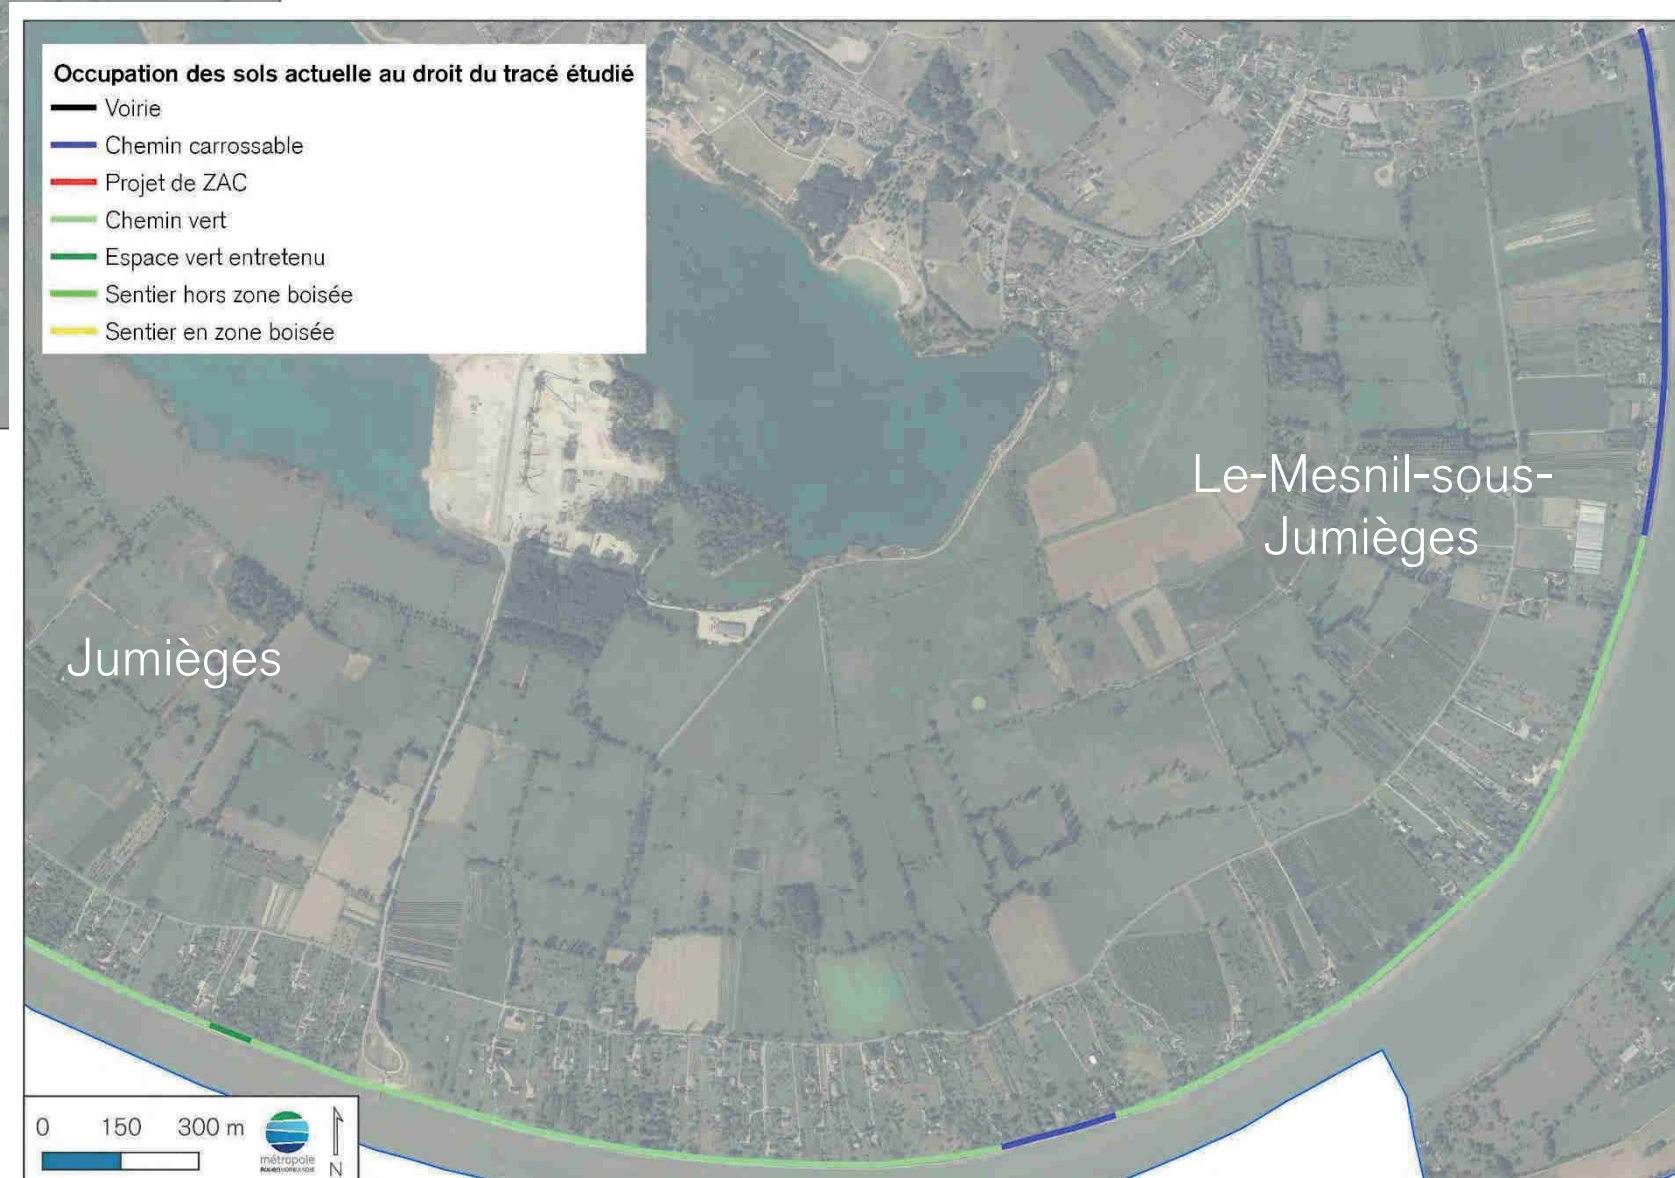 Occupation des sols actuelle au droit du tracé étudié
Voirie
Chemin carrossable
Projet de ZAC
Chemin vert
Espace vert entretenu
Sentier hors zone boisée
Sentier en zone boisée
Le-Mesnil-sous-
Jumièges
Jumièges
0 150 300 m
métropole
ROUENNORMANDIE
N